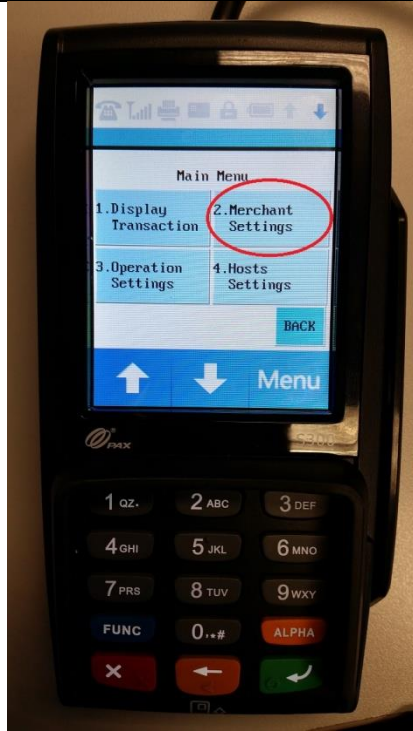 Main Menu
1.Display Transaction
2.Merchant Settings
3.Operation Settings
4.Hosts Settings
BACK
Menu
PAX
S300
1 QZ.
2 ABC
3 DEF
4 GHI
5 JKL
6 MNO
7 PRS
8 TUV
9 WXY
FUNC
0,*#
ALPHA